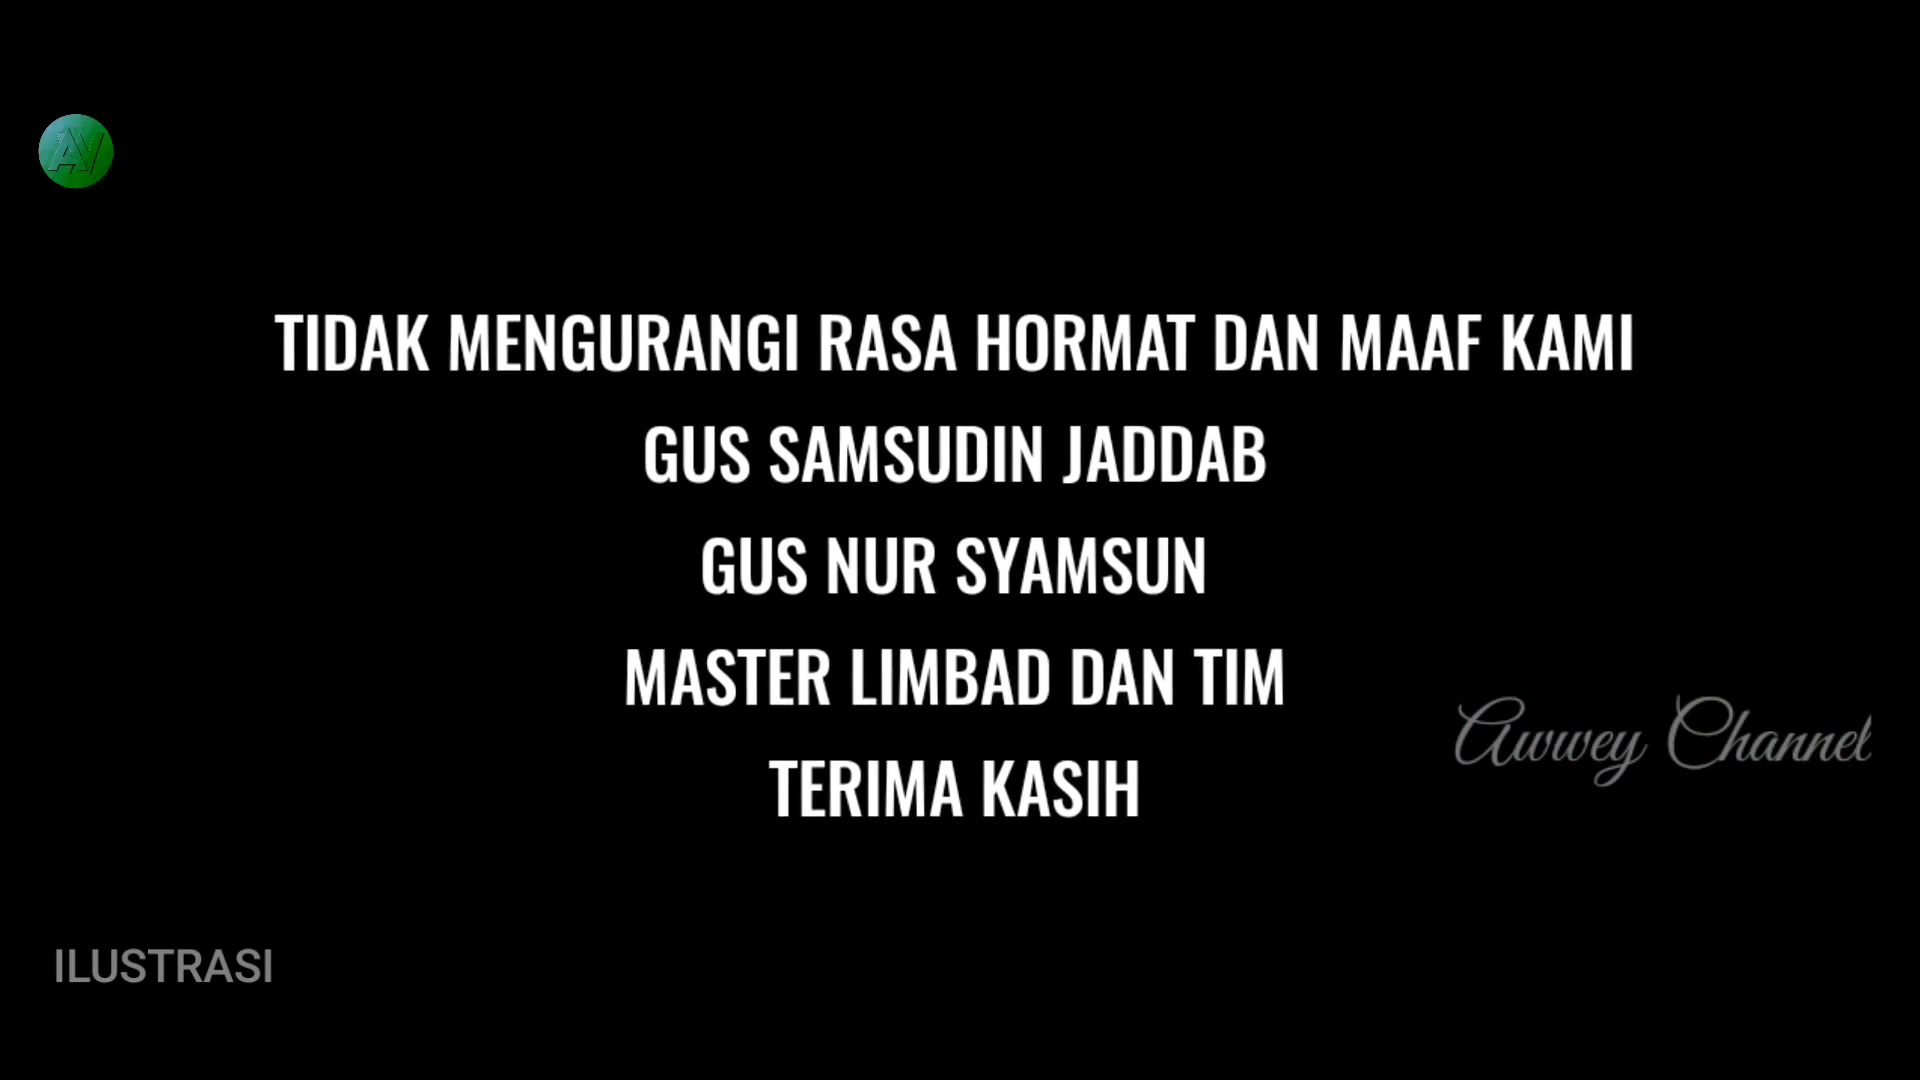 AV
TIDAK MENGURANGI RASA HORMAT DAN MAAF KAMI
GUS SAMSUDIN JADDAB
GUS NUR SYAMSUN
MASTER LIMBAD DAN TIM
TERIMA KASIH
Awwey Channel
ILUSTRASI